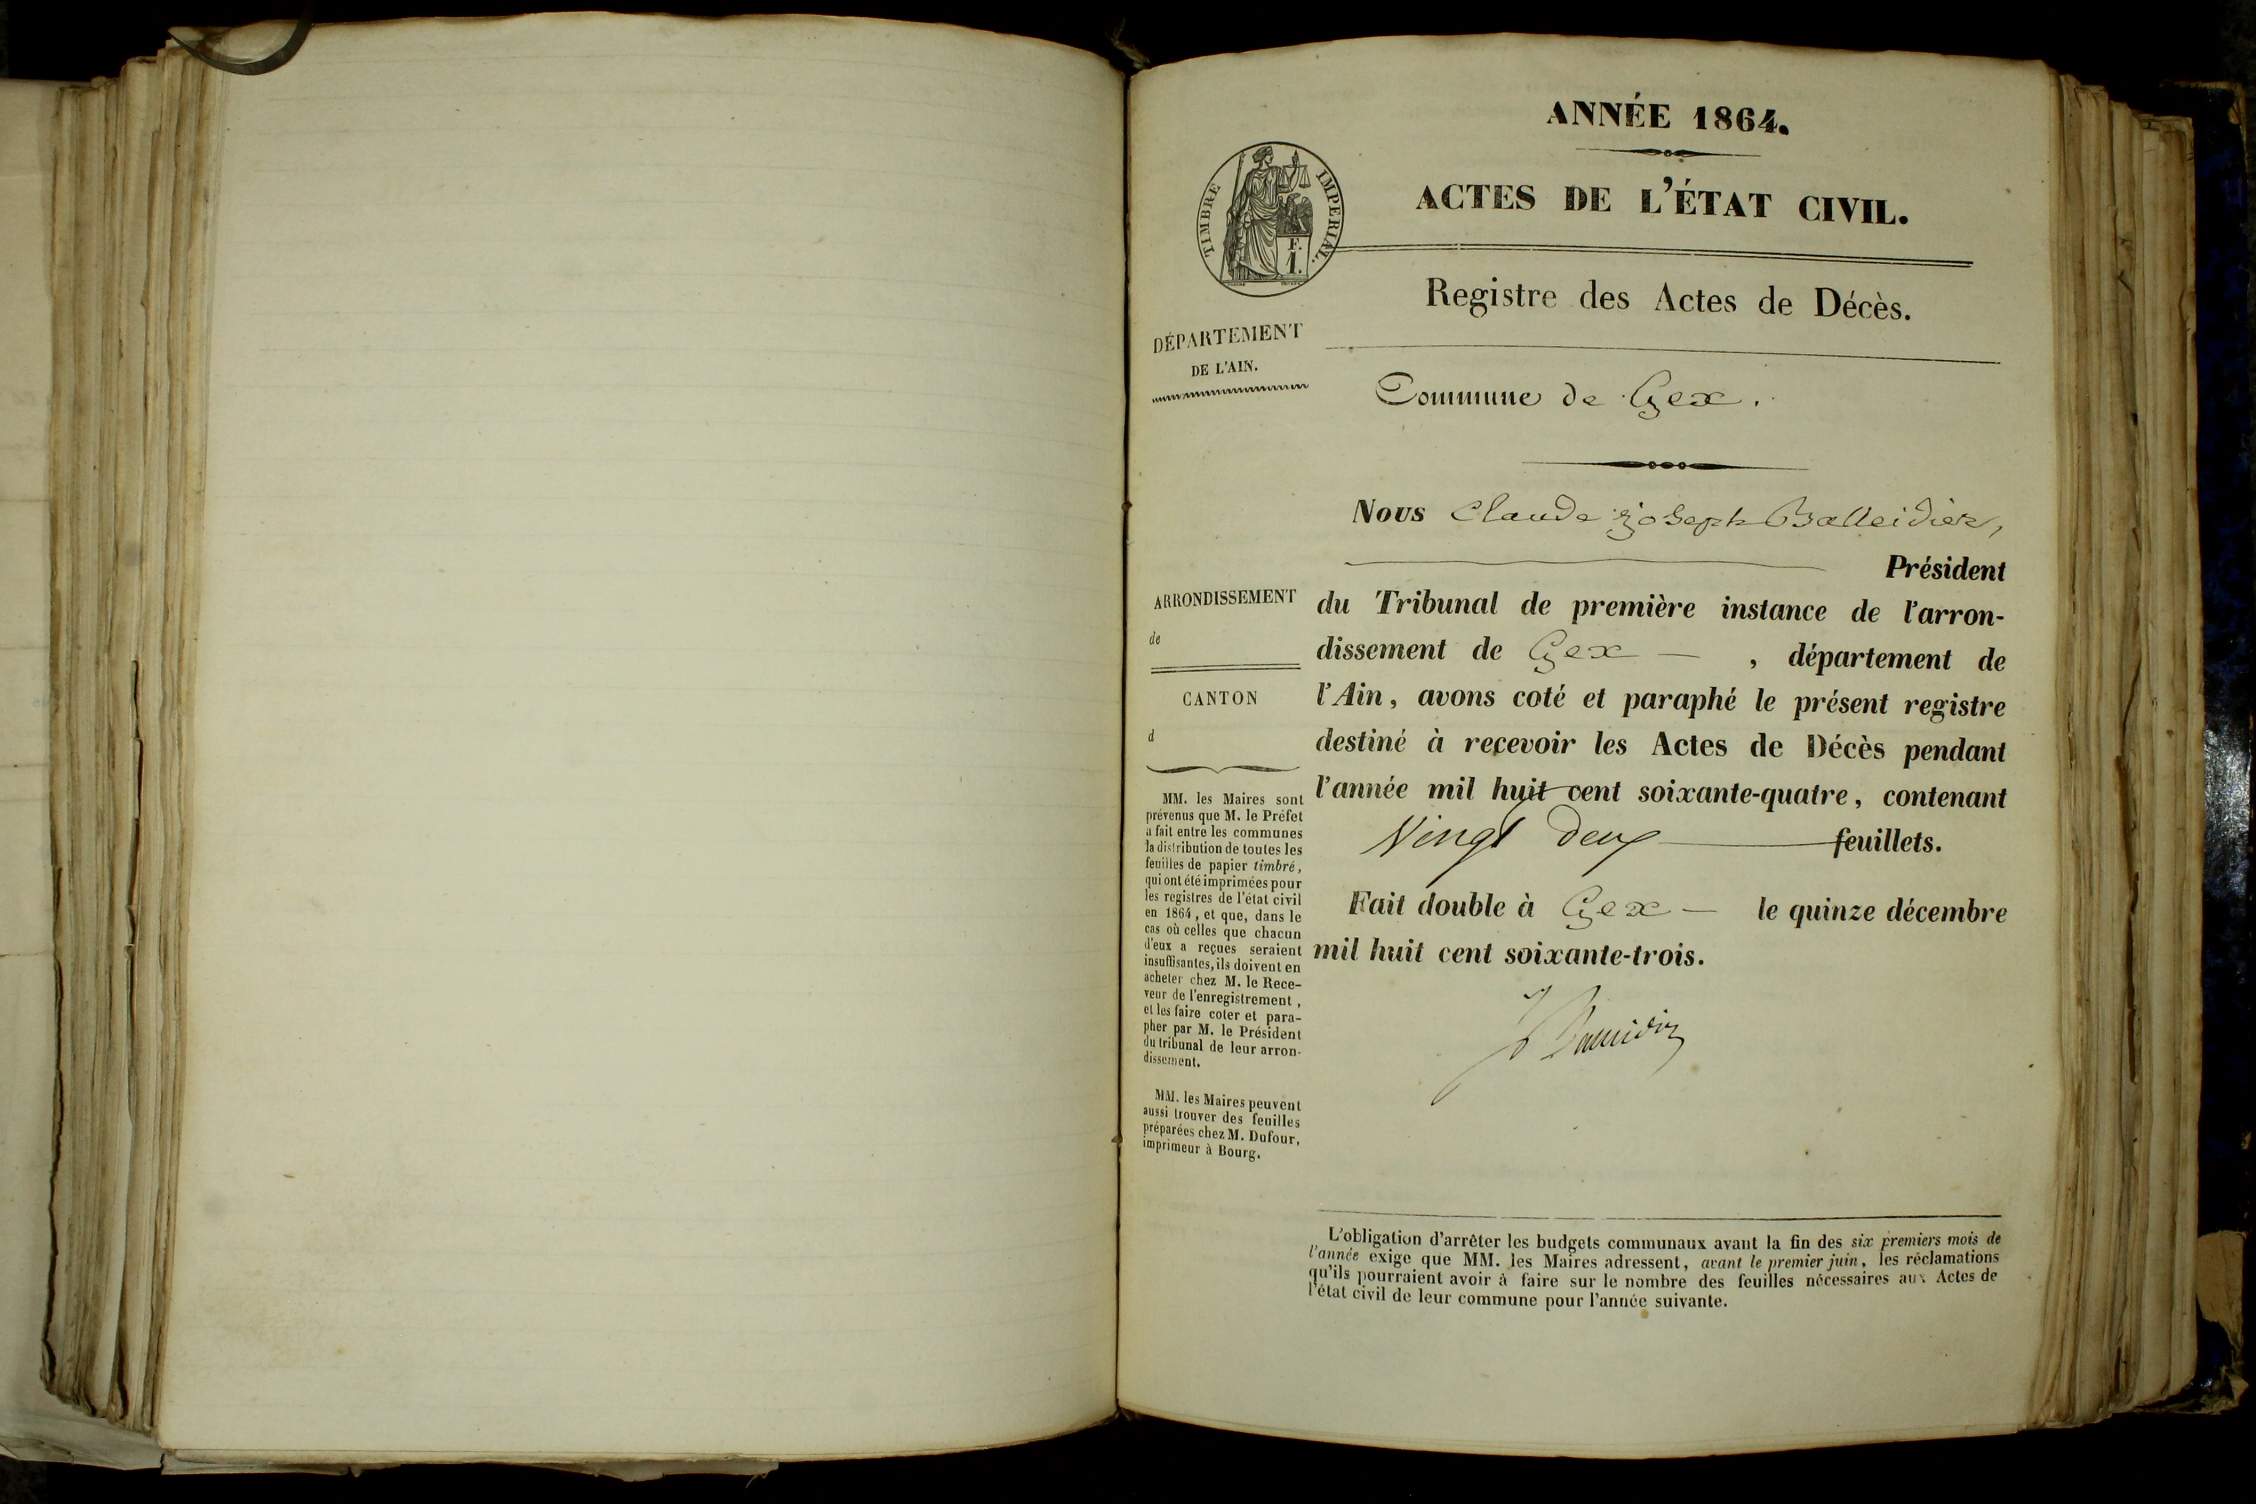 ANNÉE 1864.
ACTES DE L'ÉTAT CIVIL.
TIMBRE IMPERIAL.
F.
1.
Registre des Actes de Décès.
DÉPARTEMENT
DE L'AIN.
Commune de Gex.
Nous Claude Joseph Balleidier,
Président
du Tribunal de première instance de l'arron-
dissement de Gex — , département de
l'Ain, avons coté et paraphé le présent registre
destiné à recevoir les Actes de Décès pendant
l'année mil huit cent soixante-quatre, contenant
Vingt deux feuillets.
Fait double à Gex — le quinze décembre
mil huit cent soixante-trois.
ARRONDISSEMENT
de
CANTON
d
MM. les Maires sont
prévenus que M. le Préfet
a fait entre les communes
la distribution de toutes les
feuilles de papier timbré,
qui ont été imprimées pour
les registres de l'état civil
en 1864, et que, dans le
cas où celles que chacun
d'eux a reçues seraient
insuffisantes, ils doivent en
acheter chez M. le Rece-
veur de l'enregistrement,
et les faire coter et para-
pher par M. le Président
du tribunal de leur arron-
dissement.
MM. les Maires peuvent
aussi trouver des feuilles
préparées chez M. Dufour,
imprimeur à Bourg.
L'obligation d'arrêter les budgets communaux avant la fin des six premiers mois de
l'année exige que MM. les Maires adressent, avant le premier juin, les réclamations
qu'ils pourraient avoir à faire sur le nombre des feuilles nécessaires aux Actes de
l'état civil de leur commune pour l'année suivante.